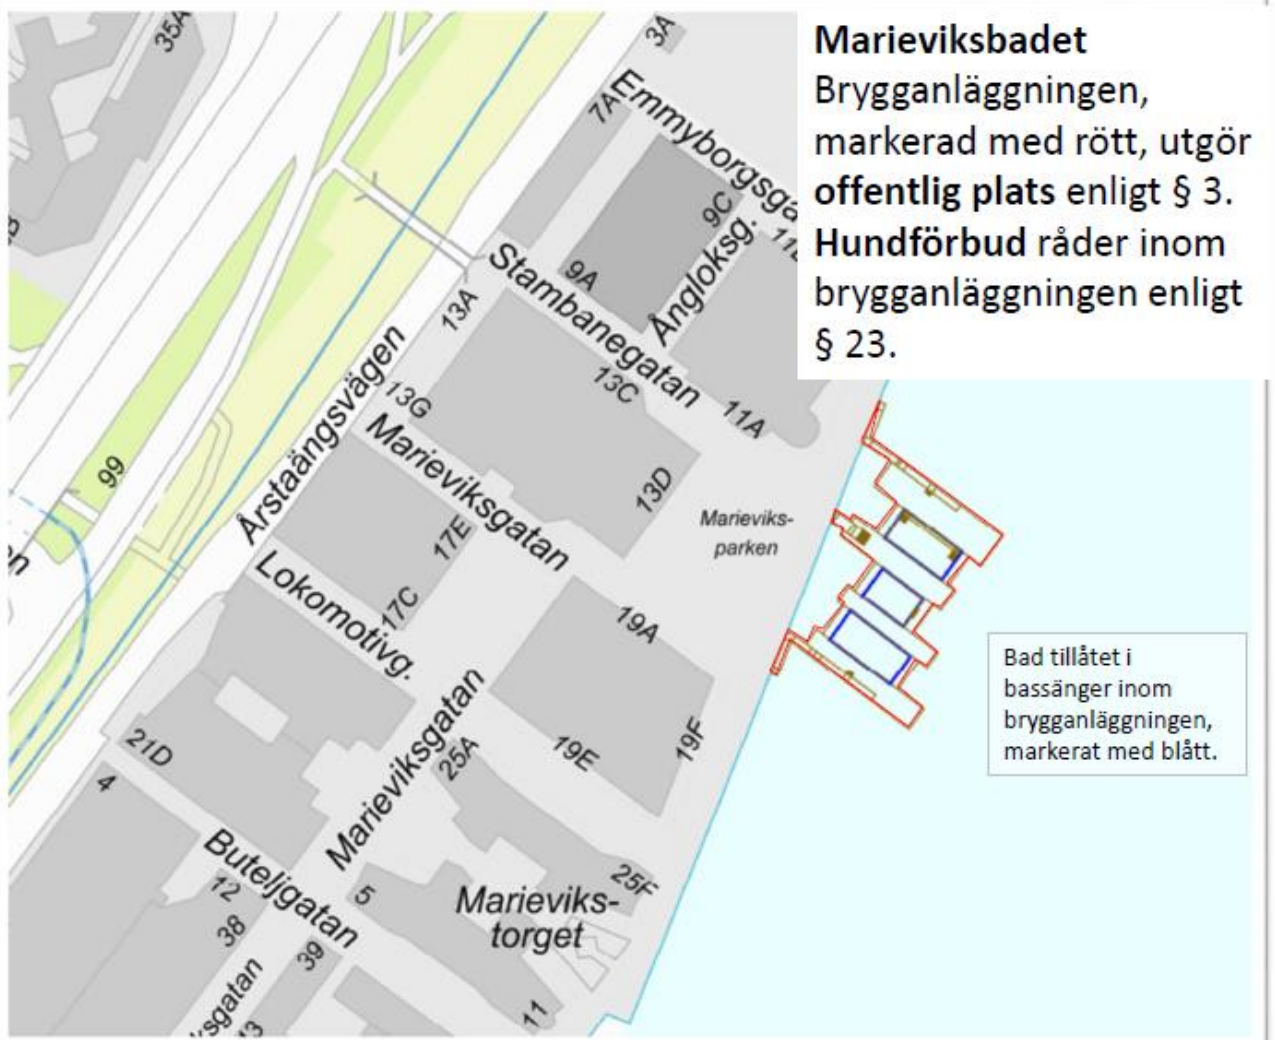 Marieviksbadet
Brygganläggningen,
markerad med rött, utgör
offentlig plats enligt § 3.
Hundförbud råder inom
brygganläggningen enligt
§ 23.
35A
3A
7A
Emmyborgsga
9C
Ångloksg.
9A
Stambanegatan
13A
13C
11A
13G
Årstaängsvägen
Marieviksgatan
13D
99
Marieviks-
parken
17E
17C
Lokomotivg.
19A
19E
19F
Bad tillåtet i
bassänger inom
brygganläggningen,
markerat med blått.
21D
4
Marieviksgatan
25A
Buteljgatan
12
38
39
5
Marieviks-
torget
25F
11
ksgatan